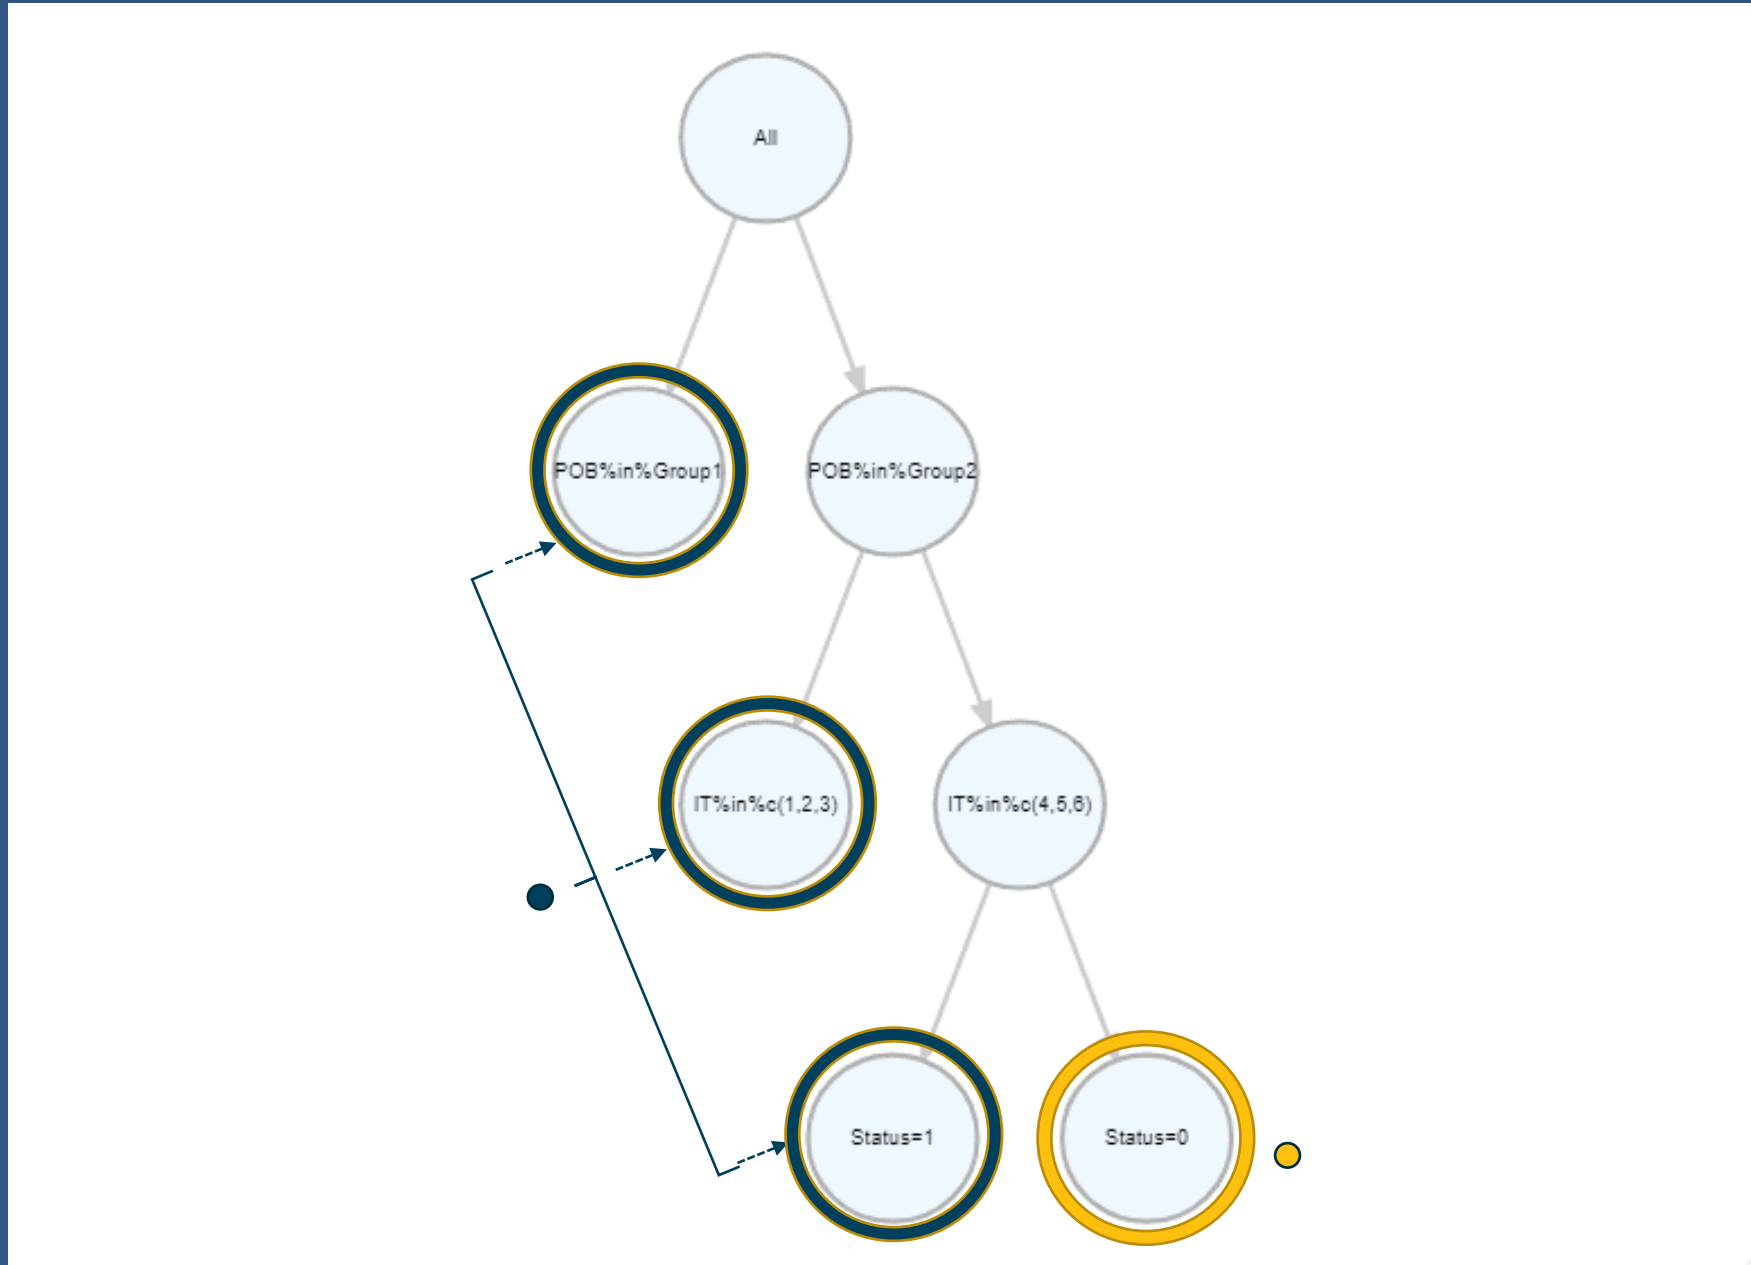 All
POB%in%Group1
POB%in%Group2
IT%in%c(1,2,3)
IT%in%c(4,5,6)
Status=1
Status=0